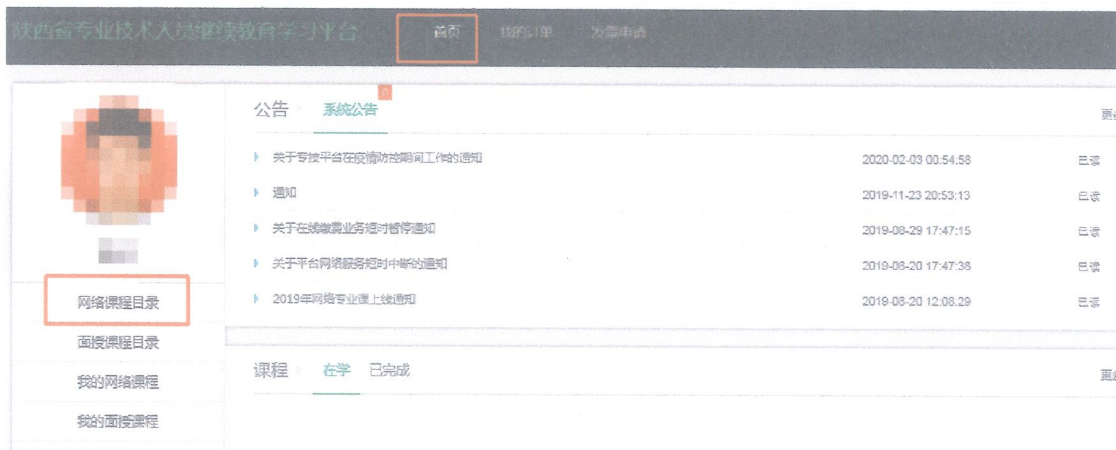 陕西省专业技术人员继续教育学习平台 首页 我的订单 发票申请
公告 系统公告 0
更多
关于专技平台在疫情防控期间工作的通知 2020-02-03 00:54:58 已读
通知 2019-11-23 20:53:13 已读
关于在线缴费业务短时暂停通知 2019-08-29 17:47:15 已读
关于平台网络服务短时中断的通知 2019-08-20 17:47:38 已读
2019年网络专业课上线通知 2019-08-20 12:08:29 已读
网络课程目录
面授课程目录
我的网络课程
我的面授课程
课程 在学 已完成
更多